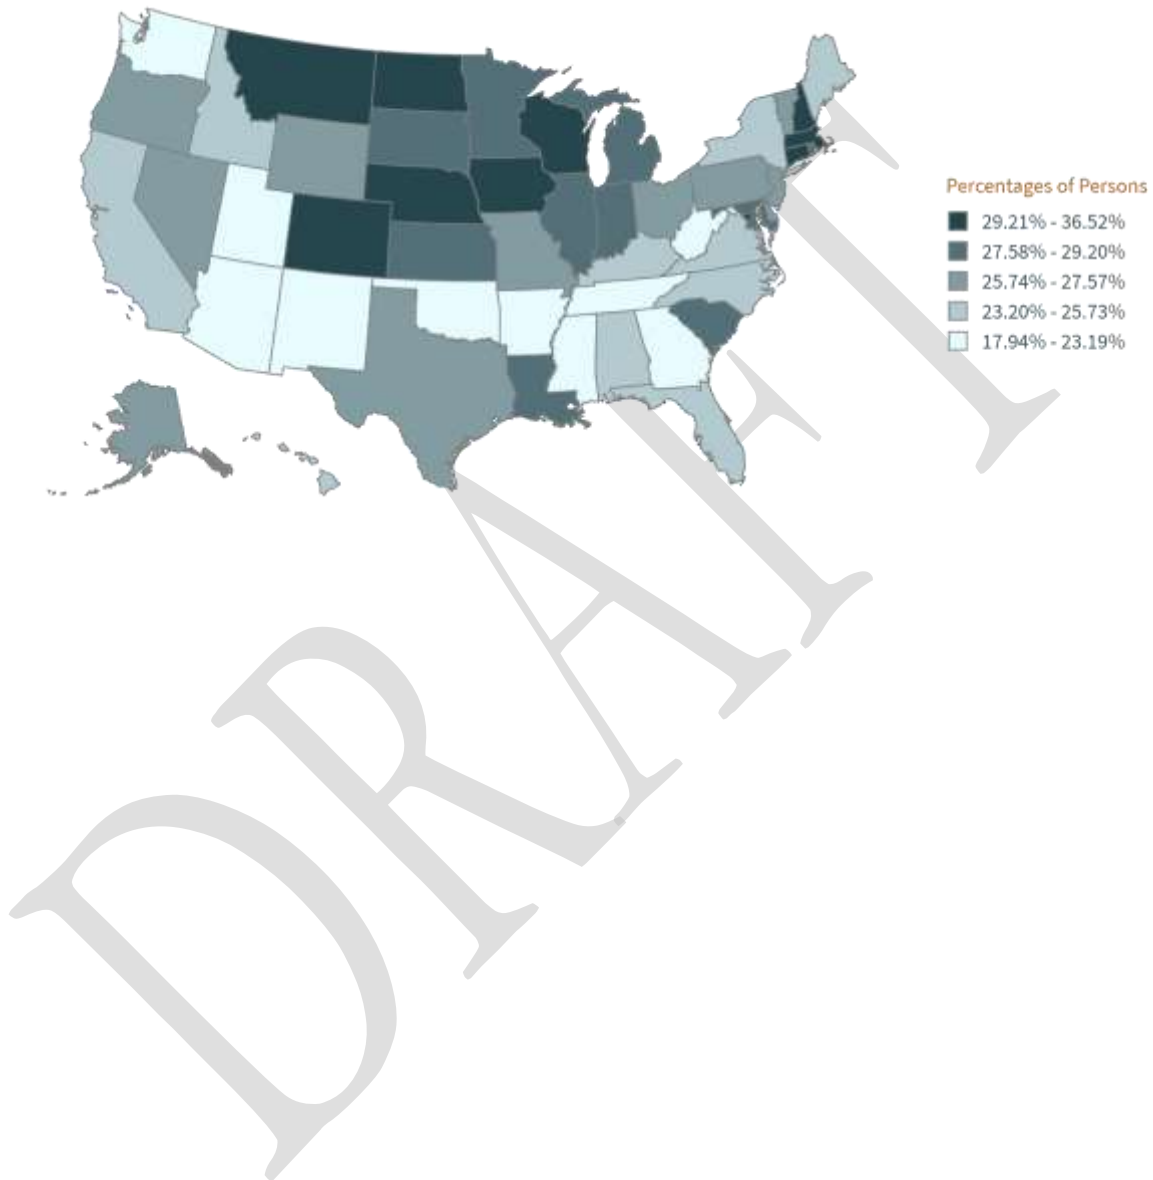 Percentages of Persons
29.21% - 36.52%
27.58% - 29.20%
25.74% - 27.57%
23.20% - 25.73%
17.94% - 23.19%
DRAFT